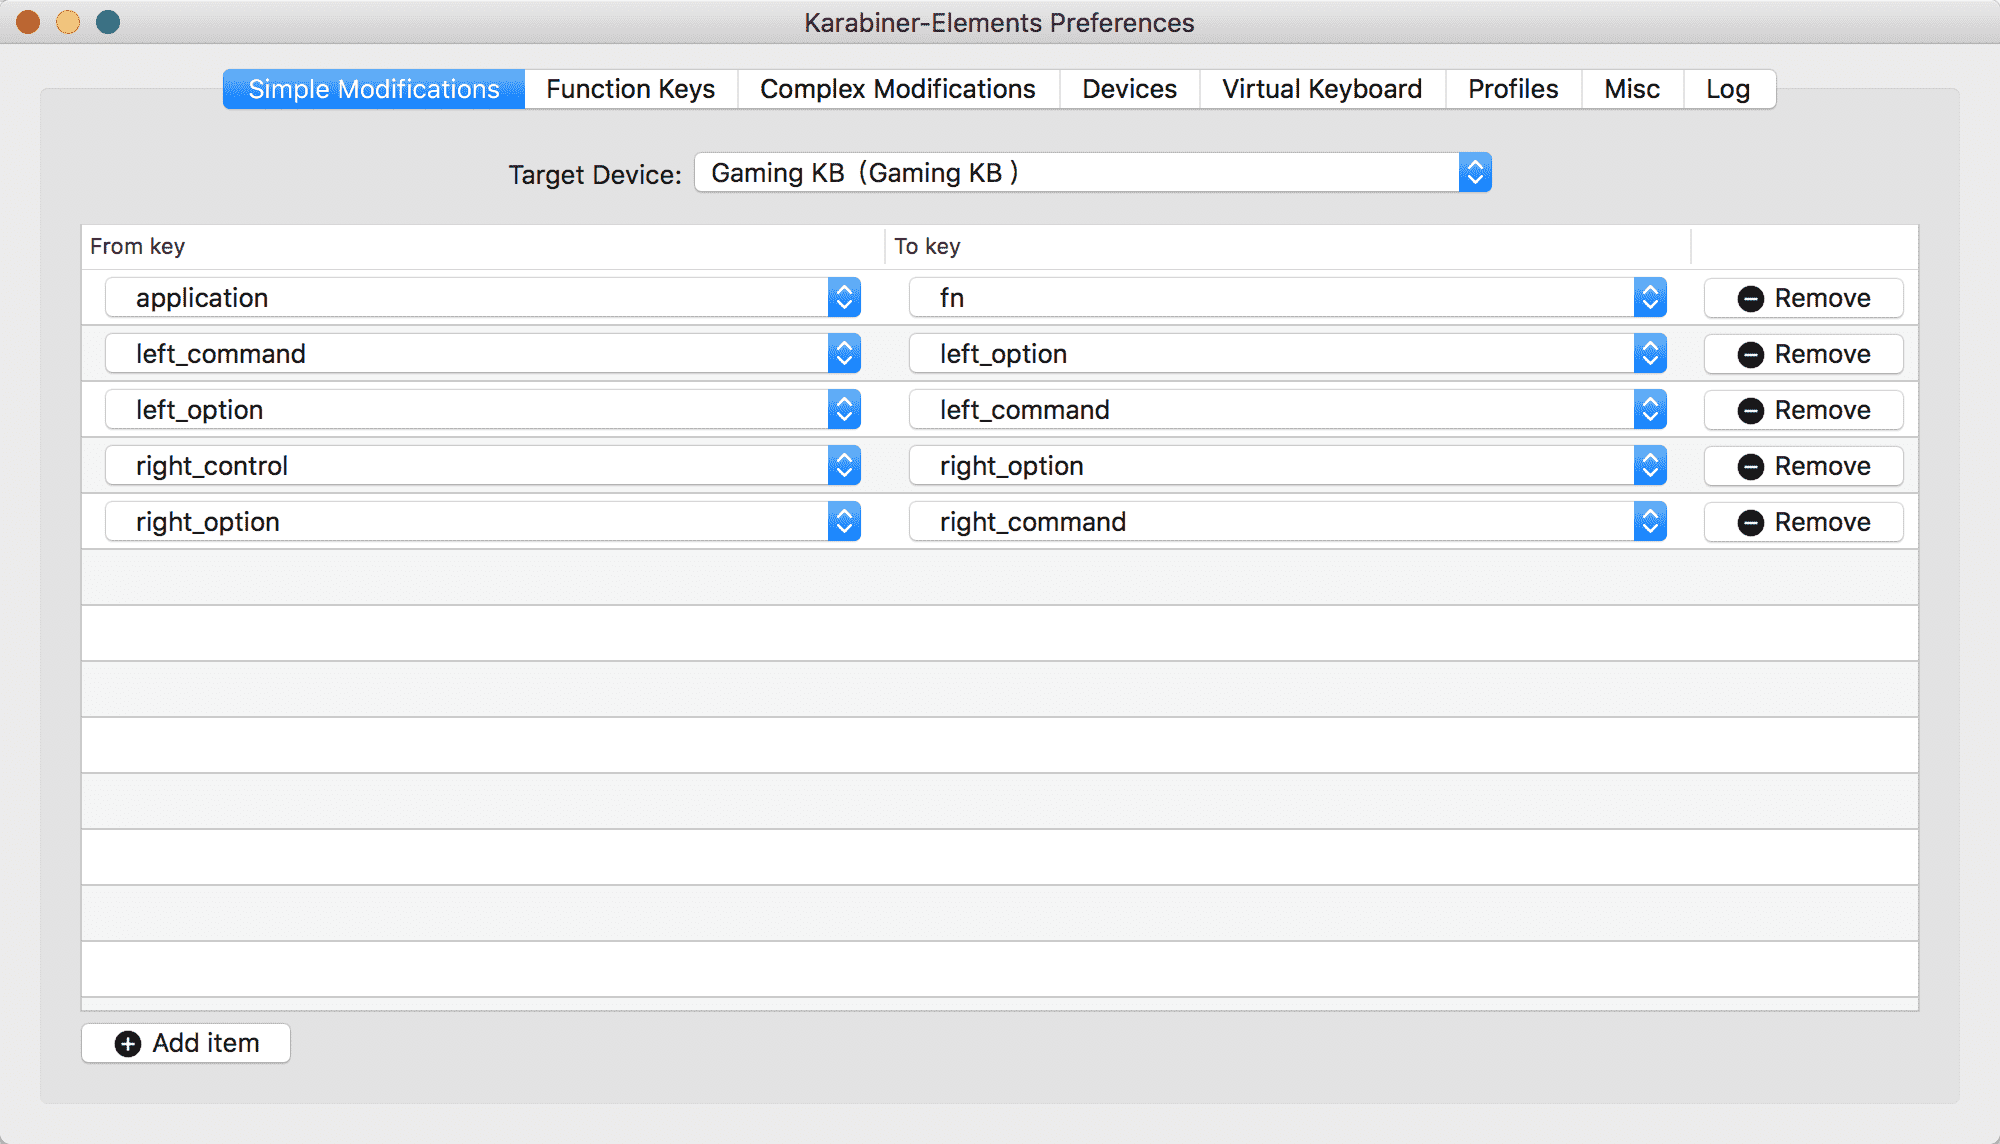 Karabiner-Elements Preferences
Simple Modifications Function Keys Complex Modifications Devices Virtual Keyboard Profiles Misc Log
Target Device: Gaming KB (Gaming KB )
From key To key
application fn Remove
left_command left_option Remove
left_option left_command Remove
right_control right_option Remove
right_option right_command Remove
Add item